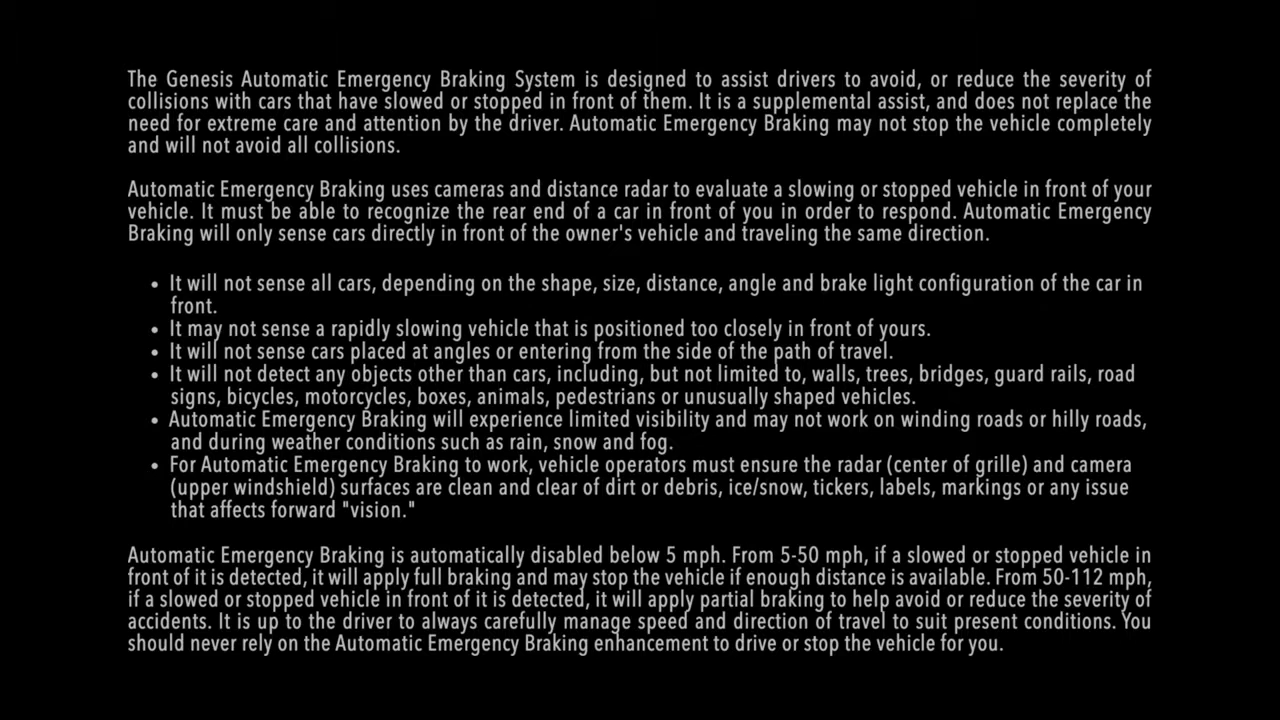 The Genesis Automatic Emergency Braking System is designed to assist drivers to avoid, or reduce the severity of
collisions with cars that have slowed or stopped in front of them. It is a supplemental assist, and does not replace the
need for extreme care and attention by the driver. Automatic Emergency Braking may not stop the vehicle completely
and will not avoid all collisions.
Automatic Emergency Braking uses cameras and distance radar to evaluate a slowing or stopped vehicle in front of your
vehicle. It must be able to recognize the rear end of a car in front of you in order to respond. Automatic Emergency
Braking will only sense cars directly in front of the owner's vehicle and traveling the same direction.
• It will not sense all cars, depending on the shape, size, distance, angle and brake light configuration of the car in
front.
• It may not sense a rapidly slowing vehicle that is positioned too closely in front of yours.
• It will not sense cars placed at angles or entering from the side of the path of travel.
• It will not detect any objects other than cars, including, but not limited to, walls, trees, bridges, guard rails, road
signs, bicycles, motorcycles, boxes, animals, pedestrians or unusually shaped vehicles.
• Automatic Emergency Braking will experience limited visibility and may not work on winding roads or hilly roads,
and during weather conditions such as rain, snow and fog.
• For Automatic Emergency Braking to work, vehicle operators must ensure the radar (center of grille) and camera
(upper windshield) surfaces are clean and clear of dirt or debris, ice/snow, tickers, labels, markings or any issue
that affects forward "vision."
Automatic Emergency Braking is automatically disabled below 5 mph. From 5-50 mph, if a slowed or stopped vehicle in
front of it is detected, it will apply full braking and may stop the vehicle if enough distance is available. From 50-112 mph,
if a slowed or stopped vehicle in front of it is detected, it will apply partial braking to help avoid or reduce the severity of
accidents. It is up to the driver to always carefully manage speed and direction of travel to suit present conditions. You
should never rely on the Automatic Emergency Braking enhancement to drive or stop the vehicle for you.